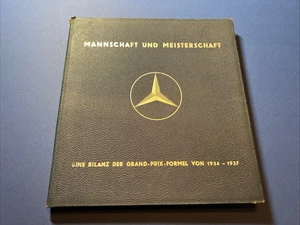 MANNSCHAFT UND MEISTERSCHAFT
EINE BILANZ DER GRAND-PRIX-FORMEL VON 1934 – 1937